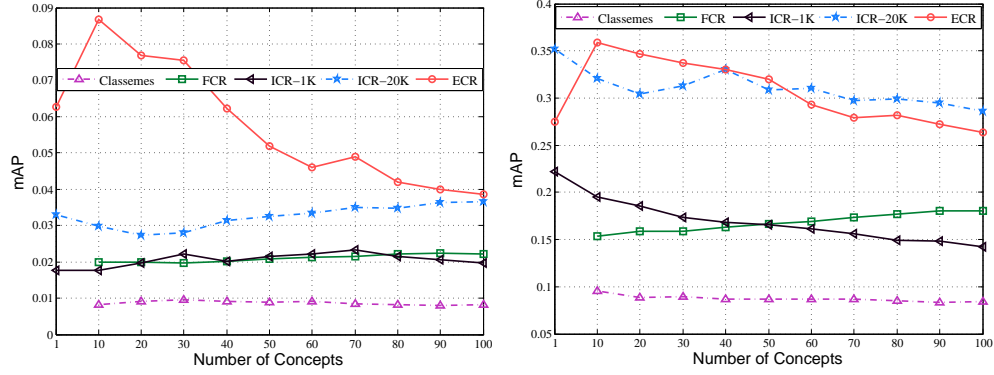 0.09
0.08
0.07
0.06
0.05
0.04
0.03
0.02
0.01
0
mAP
Classemes FCR ICR−1K ICR−20K ECR
1 10 20 30 40 50 60 70 80 90 100
Number of Concepts
0.4
0.35
0.3
0.25
0.2
0.15
0.1
0.05
mAP
Classemes FCR ICR−1K ICR−20K ECR
1 10 20 30 40 50 60 70 80 90 100
Number of Concepts